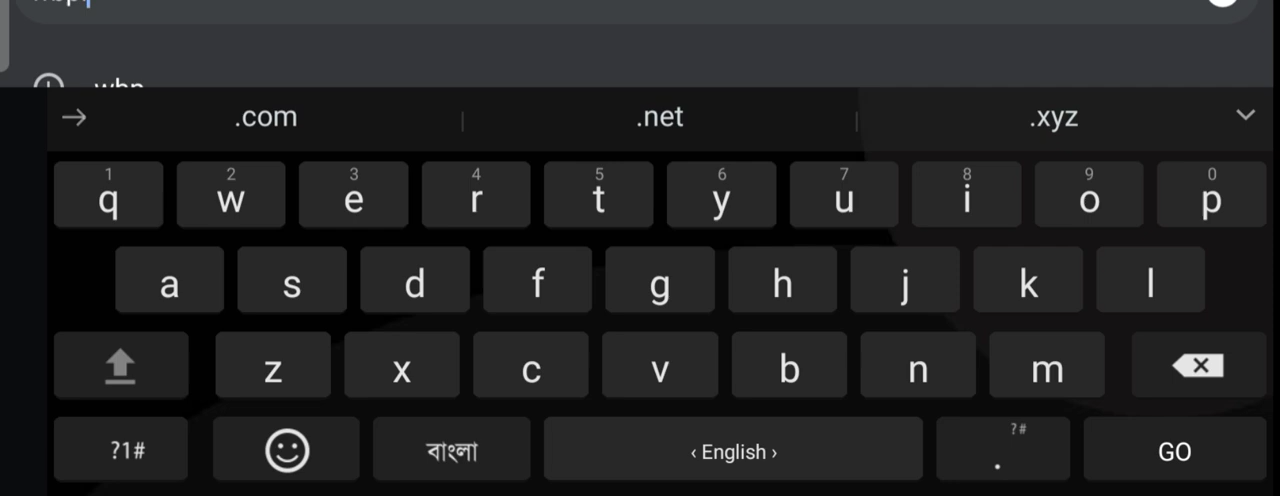 .com .net .xyz
1 2 3 4 5 6 7 8 9 0
q w e r t y u i o p
a s d f g h j k l
z x c v b n m
?#
?1# বাংলা ‹ English › . GO